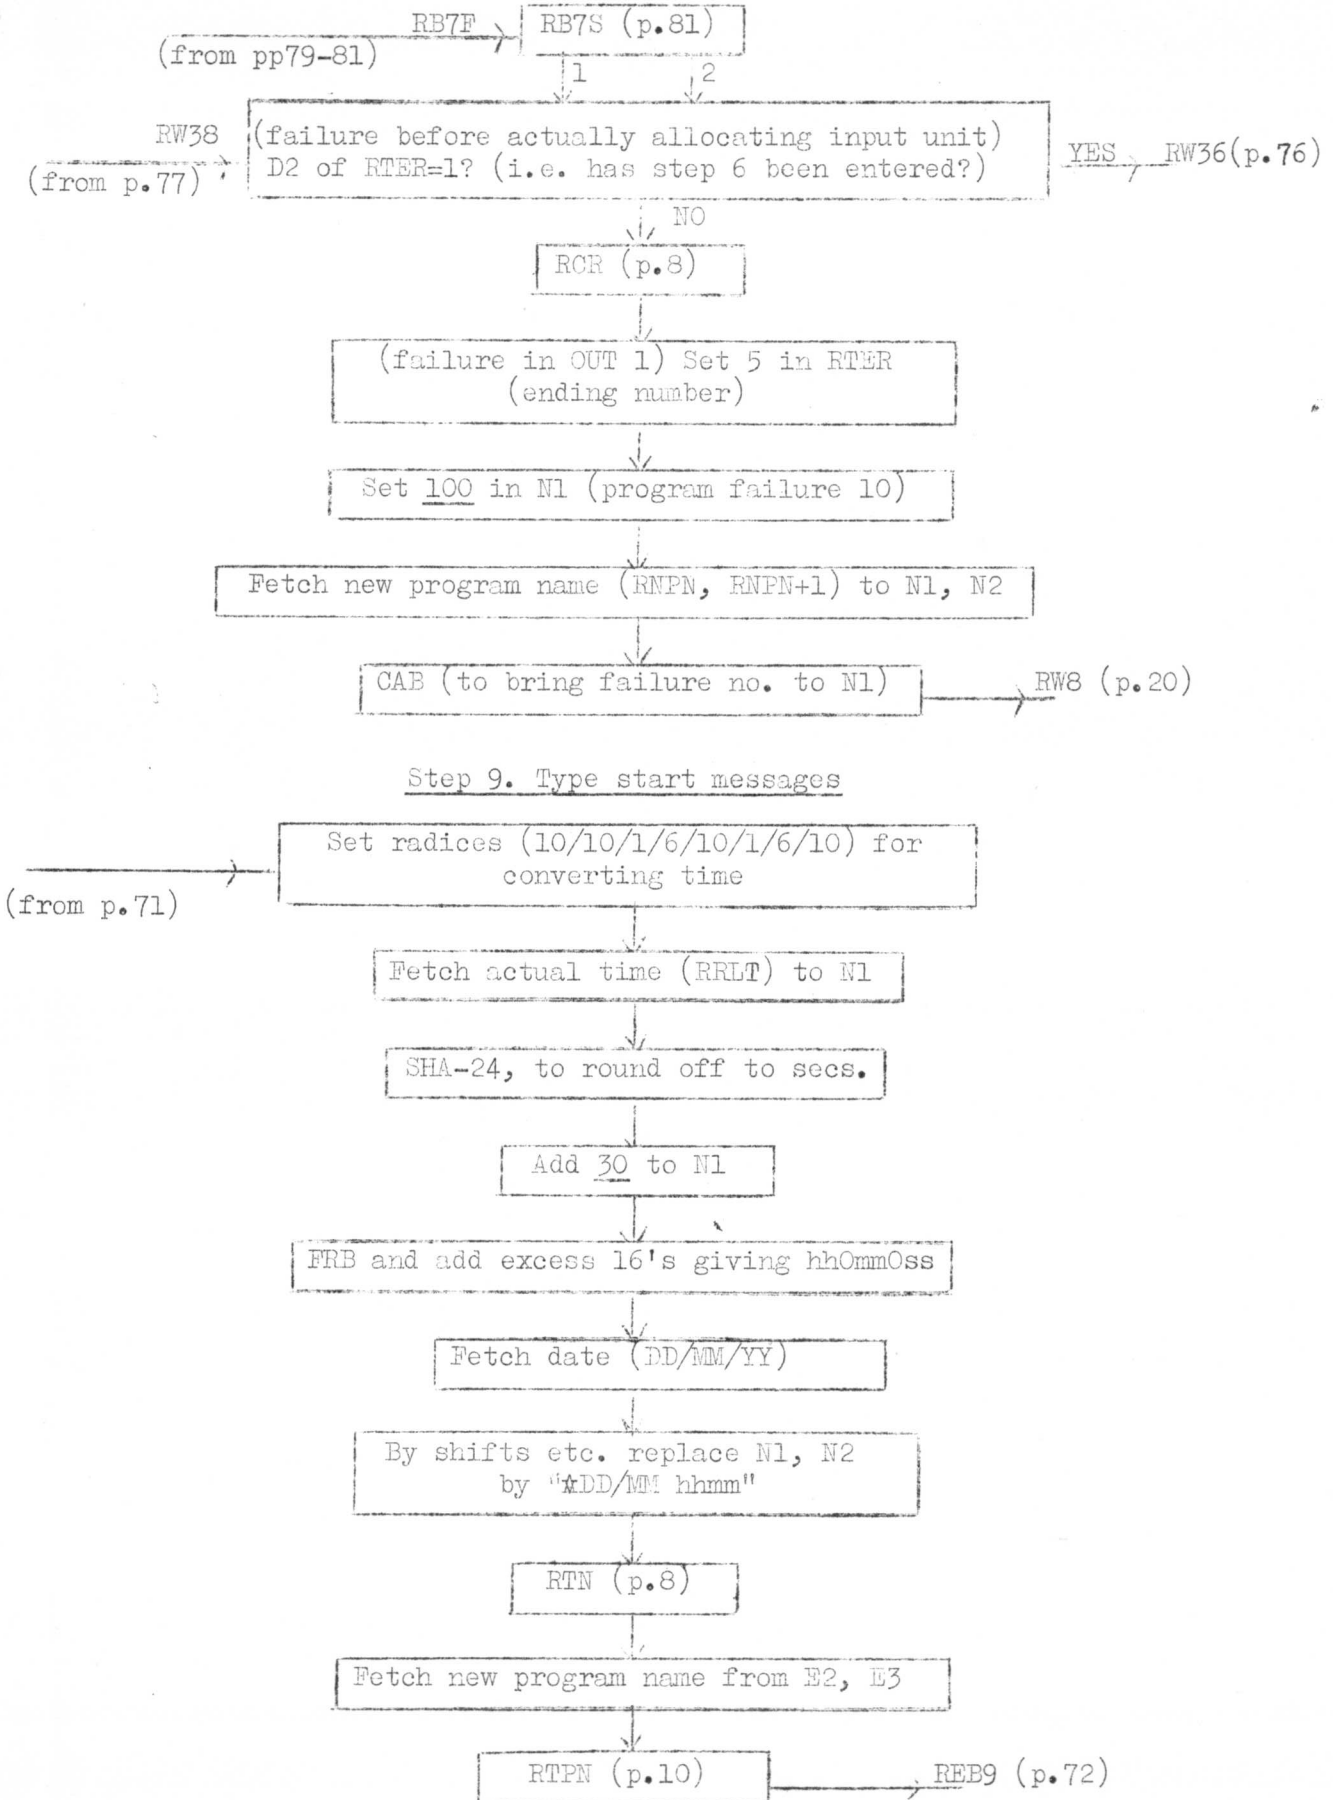 RB7F
RB7S (p.81)
(from pp79-81)
1
2
RW38
(from p.77)
(failure before actually allocating input unit)
D2 of RTER=1? (i.e. has step 6 been entered?)
YES
RW36(p.76)
NO
RCR (p.8)
(failure in OUT 1) Set 5 in RTER
(ending number)
Set 100 in N1 (program failure 10)
Fetch new program name (RNPN, RNPN+1) to N1, N2
CAB (to bring failure no. to N1)
RW8 (p.20)
Step 9. Type start messages
(from p.71)
Set radices (10/10/1/6/10/1/6/10) for
converting time
Fetch actual time (RRLT) to N1
SHA-24, to round off to secs.
Add 30 to N1
FRB and add excess 16's giving hh0mm0ss
Fetch date (DD/MM/YY)
By shifts etc. replace N1, N2
by "*DD/MM hhmm"
RTN (p.8)
Fetch new program name from E2, E3
RTPN (p.10)
REB9 (p.72)